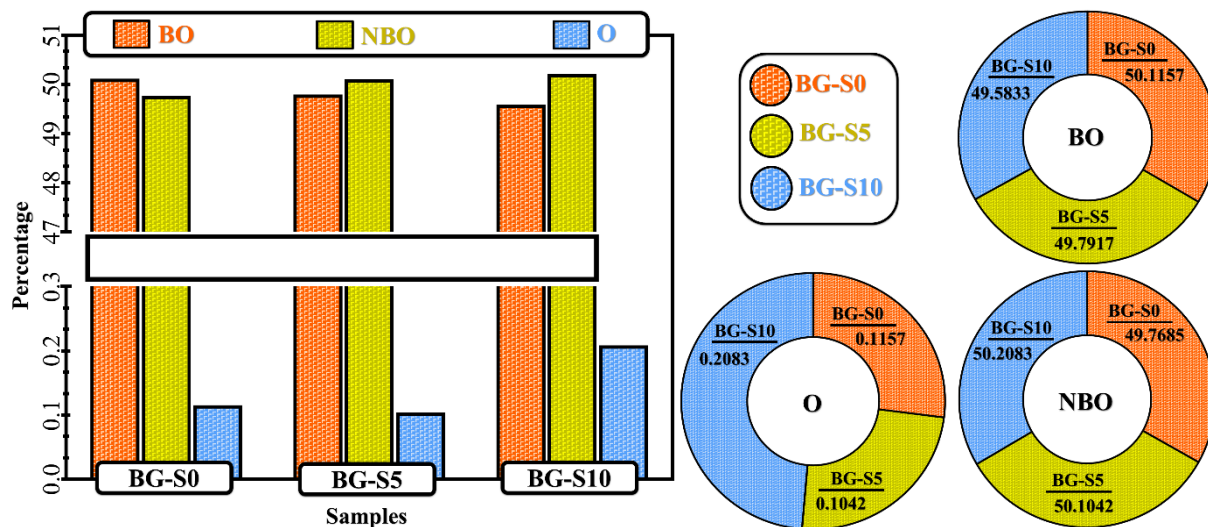 BO NBO O
Percentage
51
50
49
48
47
0.3
0.2
0.1
0.0
BG-S0 BG-S5 BG-S10
Samples
BG-S0
BG-S5
BG-S10
BG-S10
49.5833
BG-S0
50.1157
BO
BG-S5
49.7917
BG-S10
0.2083
BG-S0
0.1157
O
BG-S5
0.1042
BG-S10
50.2083
BG-S0
49.7685
NBO
BG-S5
50.1042